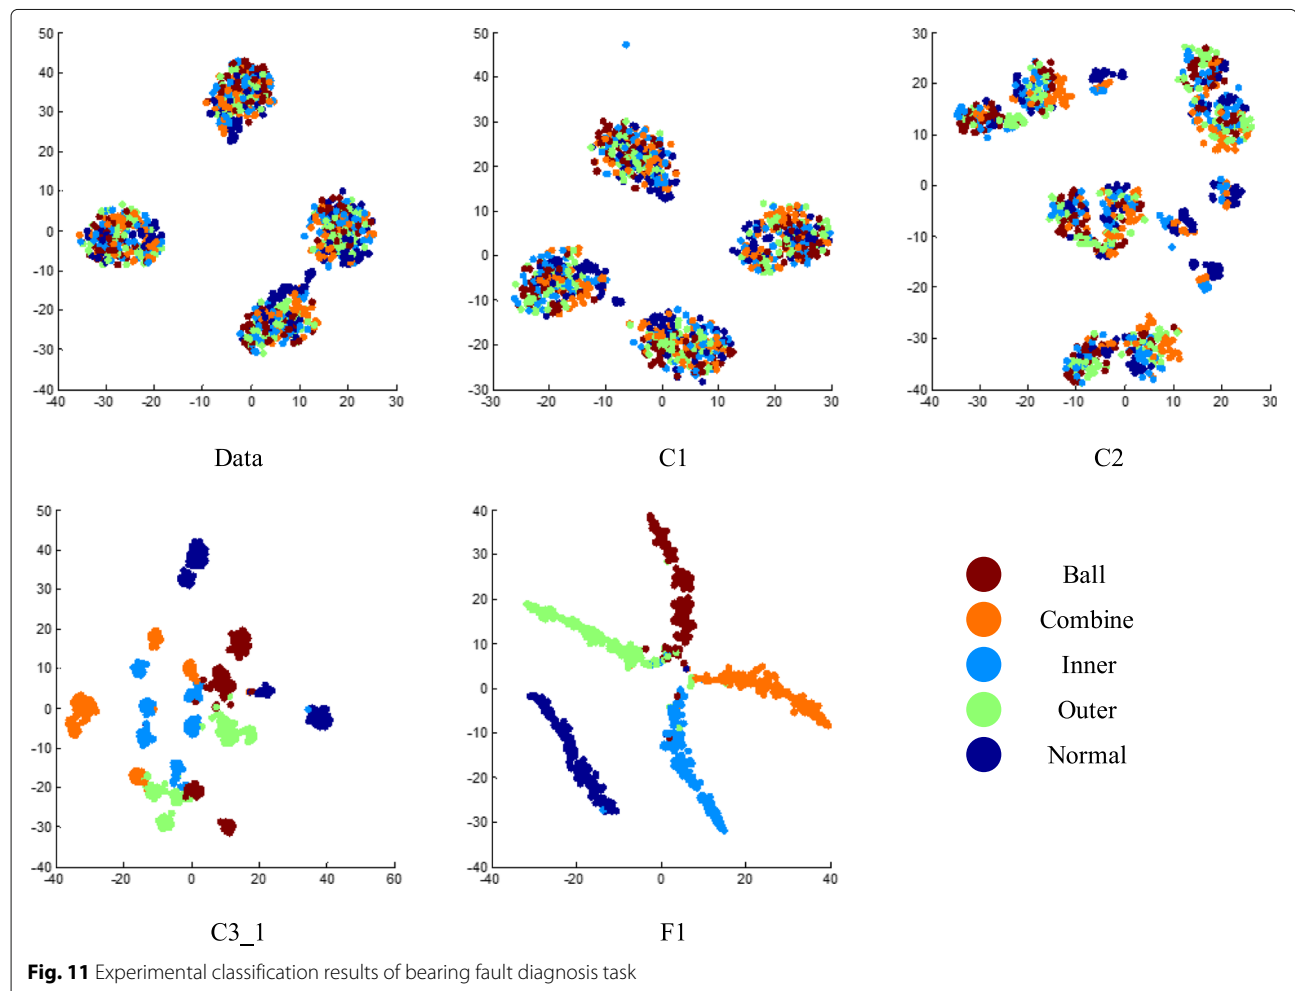 50
40
30
20
10
0
-10
-20
-30
-40
-40 -30 -20 -10 0 10 20 30
Data
50
40
30
20
10
0
-10
-20
-30
-30 -20 -10 0 10 20 30
C1
30
20
10
0
-10
-20
-30
-40
-40 -30 -20 -10 0 10 20 30
C2
50
40
30
20
10
0
-10
-20
-30
-40
-40 -20 0 20 40 60
C3_1
40
30
20
10
0
-10
-20
-30
-40
-40 -20 0 20 40
F1
Ball
Combine
Inner
Outer
Normal
Fig. 11 Experimental classification results of bearing fault diagnosis task